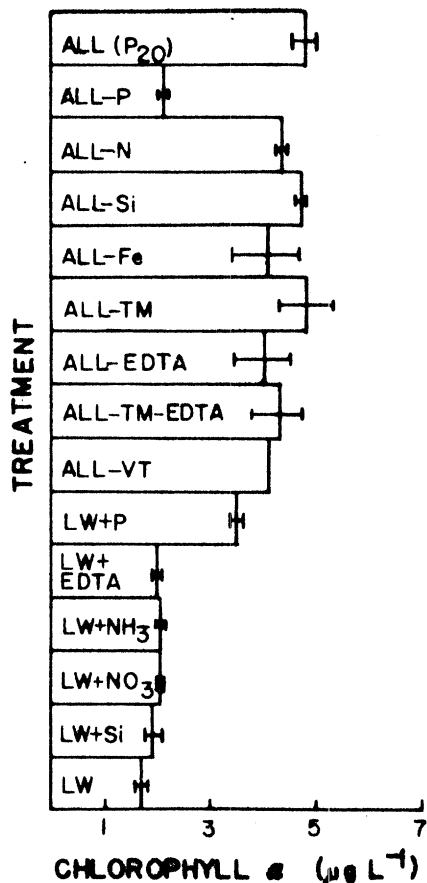 ALL (P20)
ALL-P
ALL-N
ALL-Si
ALL-Fe
ALL-TM
ALL-EDTA
ALL-TM-EDTA
ALL-VT
LW+P
LW+
EDTA
LW+NH3
LW+NO3
LW+Si
LW
TREATMENT
1 3 5 7
CHLOROPHYLL a (µg L⁻¹)